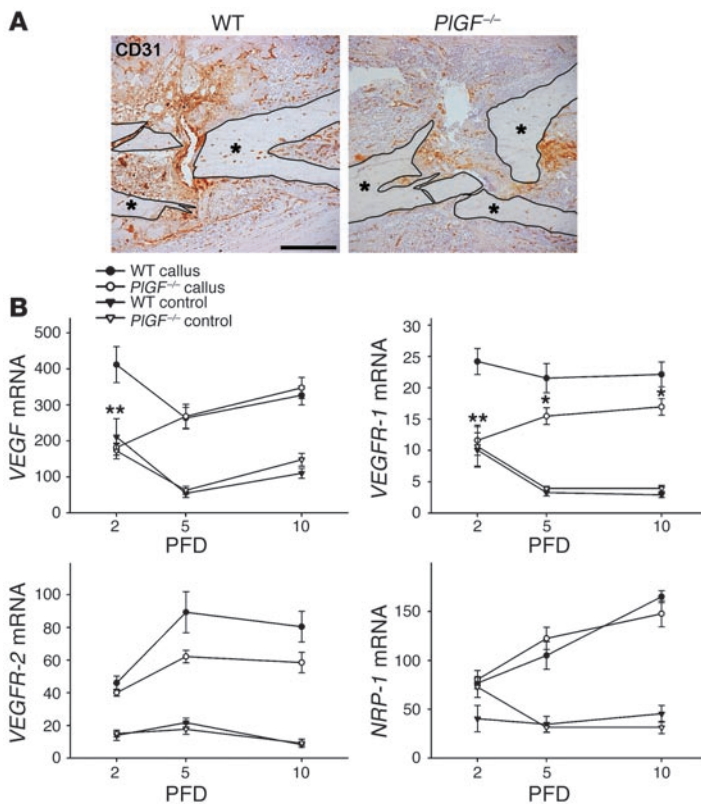 A
WT
PlGF–/–
CD31
*
*
*
*
*
WT callus
PlGF–/– callus
WT control
PlGF–/– control
B
VEGF mRNA
500
400
300
200
100
0
**
2
5
10
PFD
VEGFR-1 mRNA
30
25
20
15
10
5
0
**
*
*
2
5
10
PFD
VEGFR-2 mRNA
100
80
60
40
20
0
2
5
10
PFD
NRP-1 mRNA
150
100
50
0
2
5
10
PFD